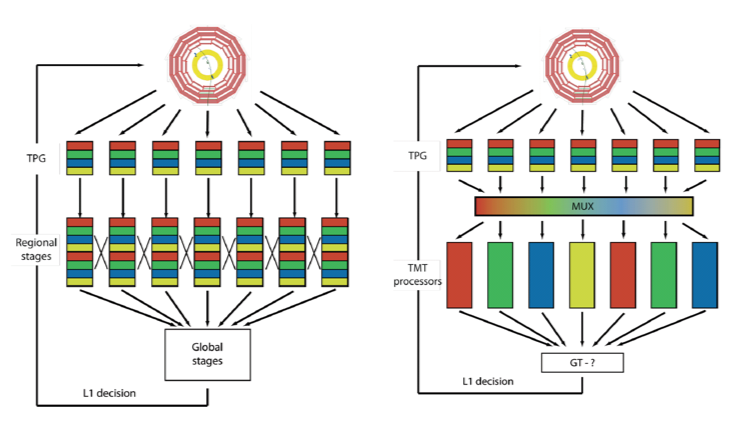 TPG
Regional
stages
Global
stages
L1 decision
TPG
MUX
TMT
processors
GT - ?
L1 decision